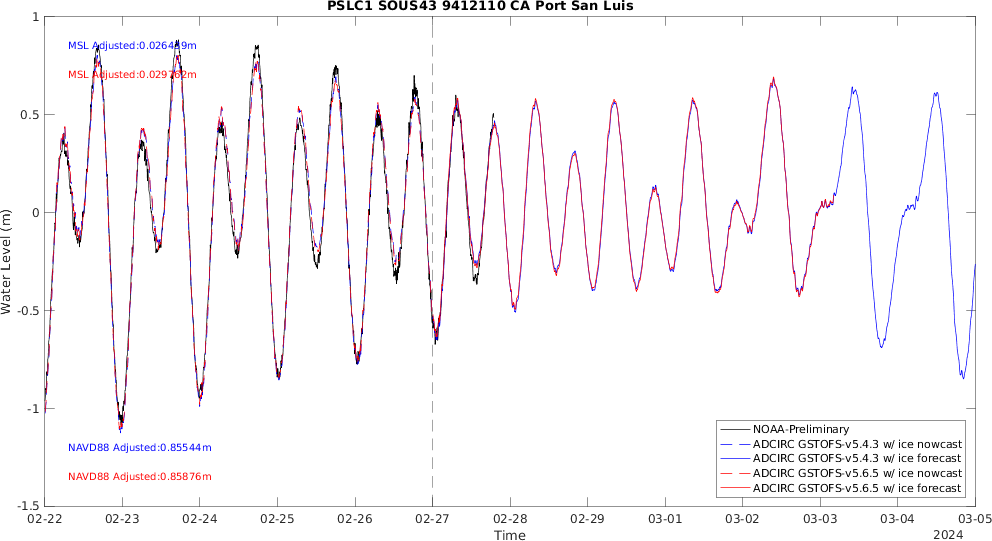 PSLC1 SOUS43 9412110 CA Port San Luis
MSL Adjusted:0.026439m
MSL Adjusted:0.029762m
NAVD88 Adjusted:0.85544m
NAVD88 Adjusted:0.85876m
Water Level (m)
1
0.5
0
-0.5
-1
-1.5
NOAA-Preliminary
ADCIRC GSTOFS-v5.4.3 w/ ice nowcast
ADCIRC GSTOFS-v5.4.3 w/ ice forecast
ADCIRC GSTOFS-v5.6.5 w/ ice nowcast
ADCIRC GSTOFS-v5.6.5 w/ ice forecast
02-22 02-23 02-24 02-25 02-26 02-27 02-28 02-29 03-01 03-02 03-03 03-04 03-05
Time
2024